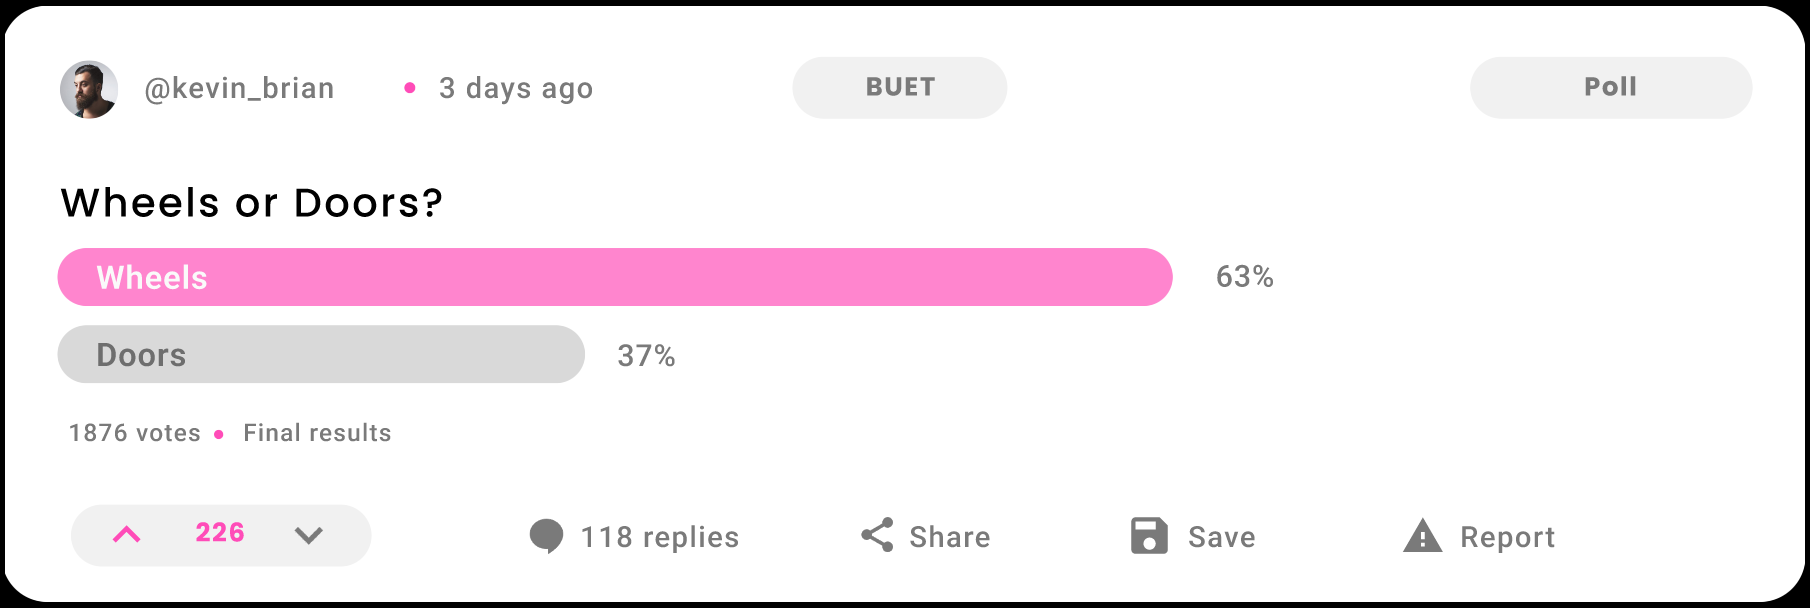 @kevin_brian • 3 days ago BUET Poll
Wheels or Doors?
Wheels 63%
Doors 37%
1876 votes • Final results
226 118 replies Share Save Report